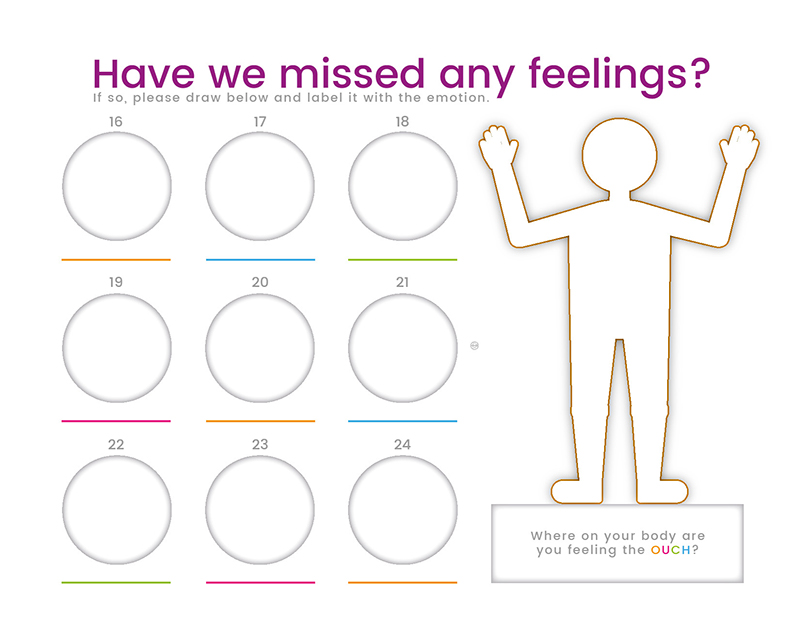 Have we missed any feelings?
If so, please draw below and label it with the emotion.
16 17 18
19 20 21
22 23 24
Where on your body are
you feeling the OUCH?